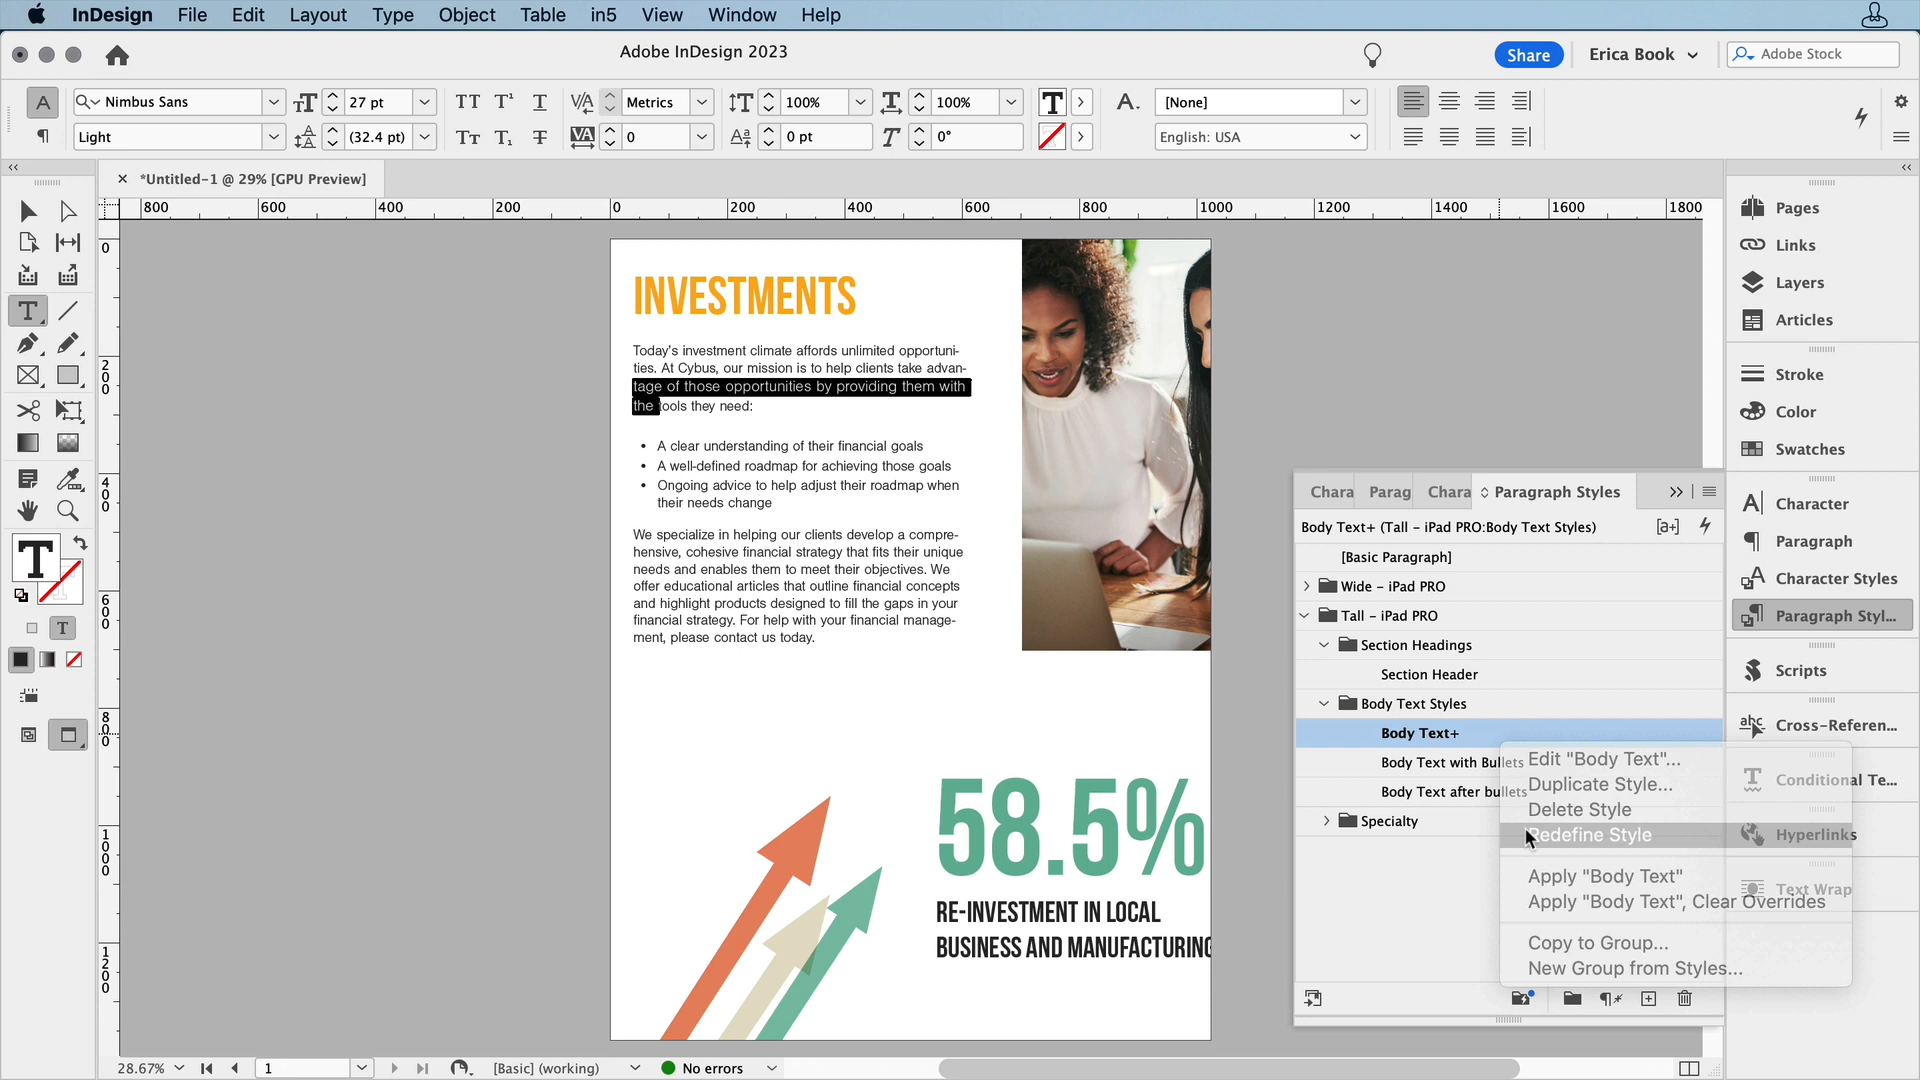 InDesign File Edit Layout Type Object Table in5 View Window Help
Adobe InDesign 2023
Share Erica Book Adobe Stock
A Nimbus Sans 27 pt Metrics 100% 100% [None]
Light (32.4 pt) 0 0 pt 0° English: USA
*Untitled-1 @ 29% [GPU Preview]
800 600 400 200 0 200 400 600 800 1000 1200 1400 1600 1800
0
200
400
600
800
1000
1200
INVESTMENTS
Today's investment climate affords unlimited opportuni-
ties. At Cybus, our mission is to help clients take advan-
tage of those opportunities by providing them with
the tools they need:
• A clear understanding of their financial goals
• A well-defined roadmap for achieving those goals
• Ongoing advice to help adjust their roadmap when
their needs change
We specialize in helping our clients develop a compre-
hensive, cohesive financial strategy that fits their unique
needs and enables them to meet their objectives. We
offer educational articles that outline financial concepts
and highlight products designed to fill the gaps in your
financial strategy. For help with your financial manage-
ment, please contact us today.
58.5%
RE-INVESTMENT IN LOCAL
BUSINESS AND MANUFACTURING
Chara Parag Chara Paragraph Styles
Body Text+ (Tall - iPad PRO:Body Text Styles) [a+]
[Basic Paragraph]
Wide - iPad PRO
Tall - iPad PRO
Section Headings
Section Header
Body Text Styles
Body Text+
Body Text with Bullets
Body Text after bullets
Specialty
Edit "Body Text"...
Duplicate Style...
Delete Style
Redefine Style
Apply "Body Text"
Apply "Body Text", Clear Overrides
Copy to Group...
New Group from Styles...
Pages
Links
Layers
Articles
Stroke
Color
Swatches
Character
Paragraph
Character Styles
Paragraph Styl...
Scripts
Cross-Referen...
Conditional Te...
Hyperlinks
Text Wrap
28.67% 1 [Basic] (working) No errors